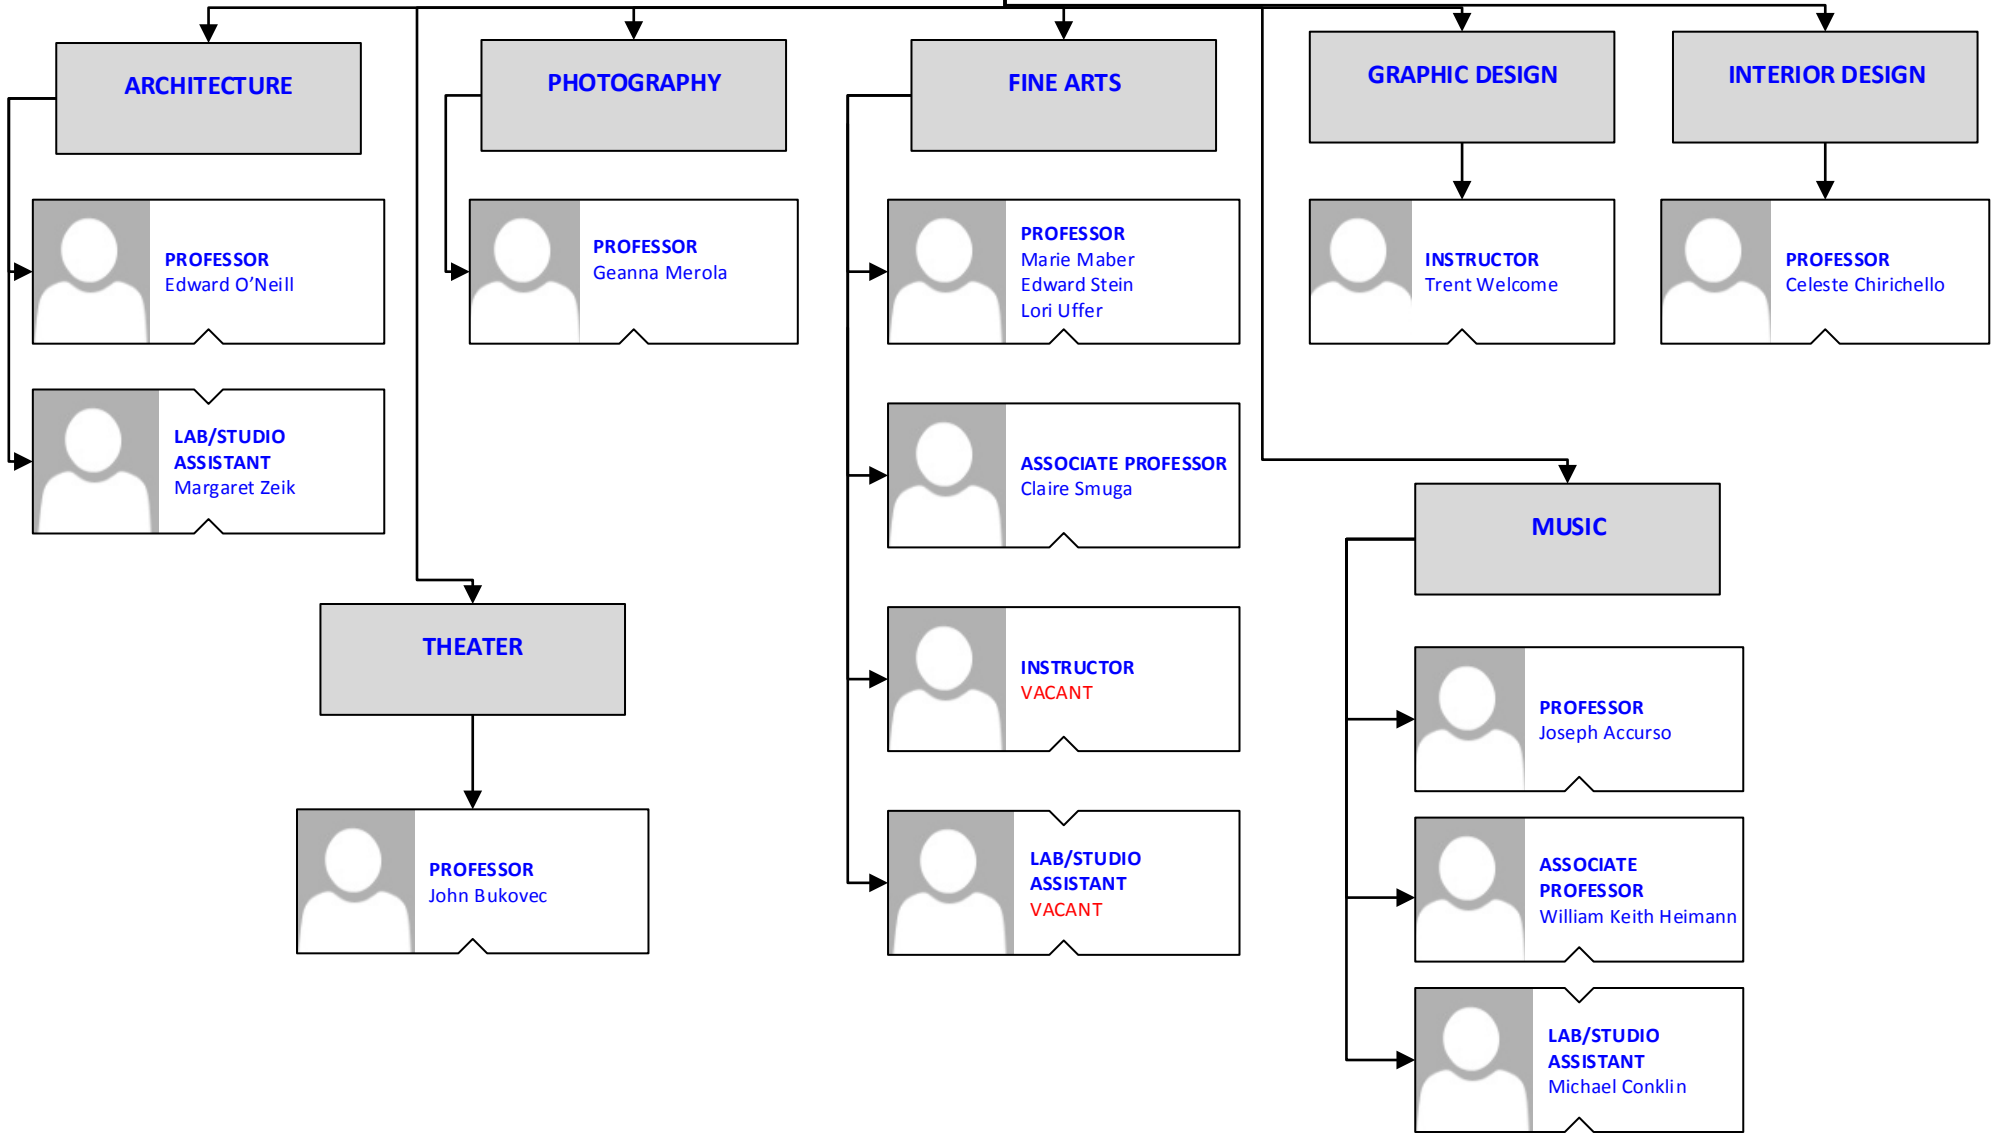 ARCHITECTURE
PHOTOGRAPHY
FINE ARTS
GRAPHIC DESIGN
INTERIOR DESIGN
PROFESSOR
Edward O’Neill
PROFESSOR
Geanna Merola
PROFESSOR
Marie Maber
Edward Stein
Lori Uffer
INSTRUCTOR
Trent Welcome
PROFESSOR
Celeste Chirichello
LAB/STUDIO
ASSISTANT
Margaret Zeik
ASSOCIATE PROFESSOR
Claire Smuga
MUSIC
THEATER
INSTRUCTOR
VACANT
PROFESSOR
Joseph Accurso
PROFESSOR
John Bukovec
LAB/STUDIO
ASSISTANT
VACANT
ASSOCIATE
PROFESSOR
William Keith Heimann
LAB/STUDIO
ASSISTANT
Michael Conklin